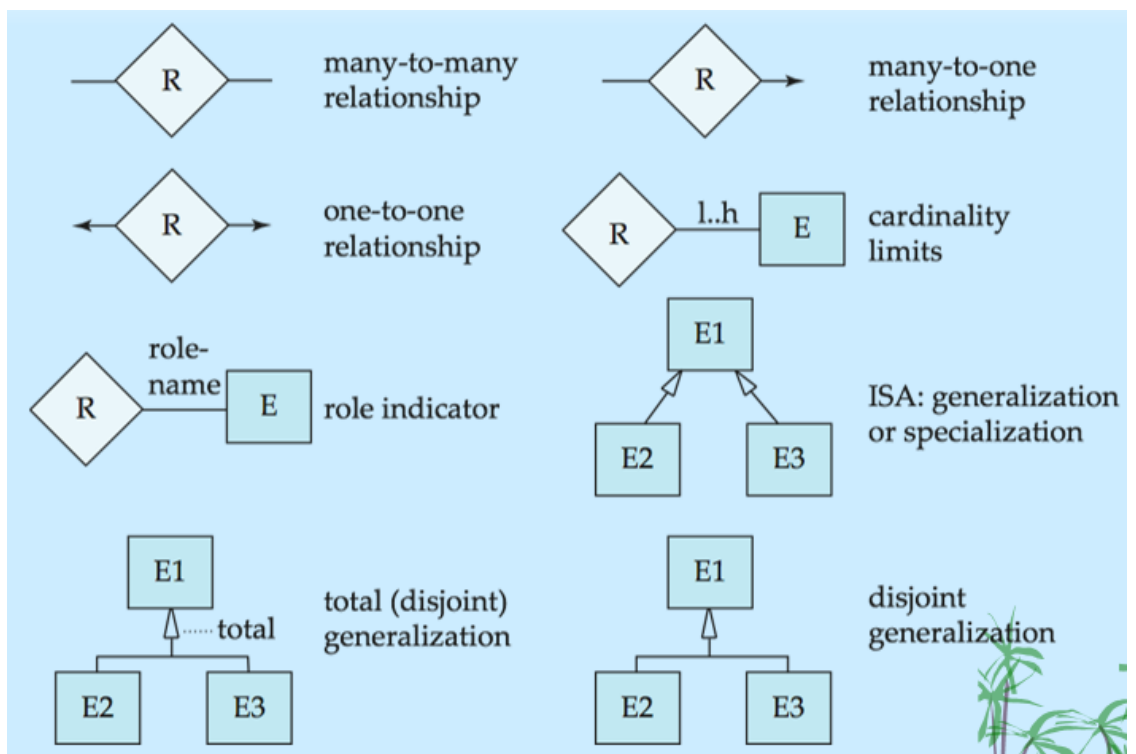 R
many-to-many
relationship
R
many-to-one
relationship
R
one-to-one
relationship
R
l..h
E
cardinality
limits
R
role-
name
E
role indicator
E1
E2
E3
ISA: generalization
or specialization
E1
total
E2
E3
total (disjoint)
generalization
E1
E2
E3
disjoint
generalization